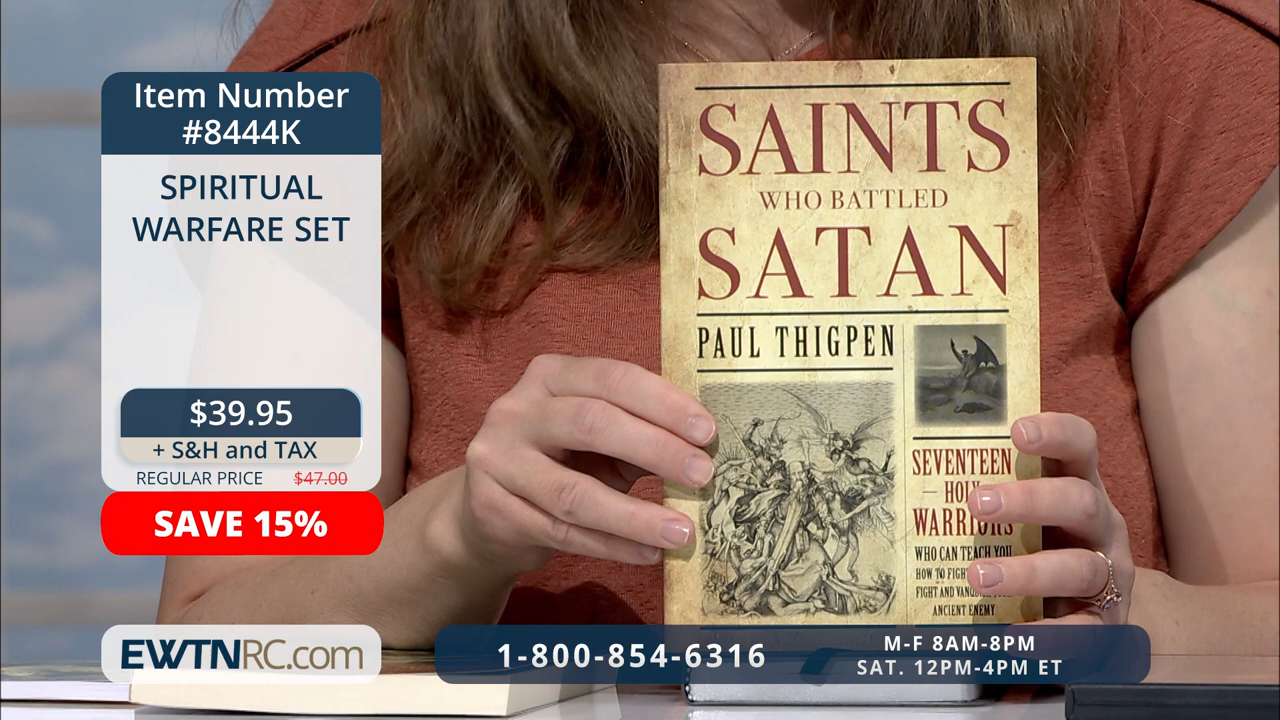 Item Number
#8444K
SPIRITUAL
WARFARE SET
$39.95
+ S&H and TAX
REGULAR PRICE $47.00
SAVE 15%
SAINTS
WHO BATTLED
SATAN
PAUL THIGPEN
SEVENTEEN
— HOLY
WARRIORS
WHO CAN TEACH YOU
HOW TO FIGHT
FIGHT AND
ANCIENT ENEMY
EWTNRC.com
1-800-854-6316
M-F 8AM-8PM
SAT. 12PM-4PM ET